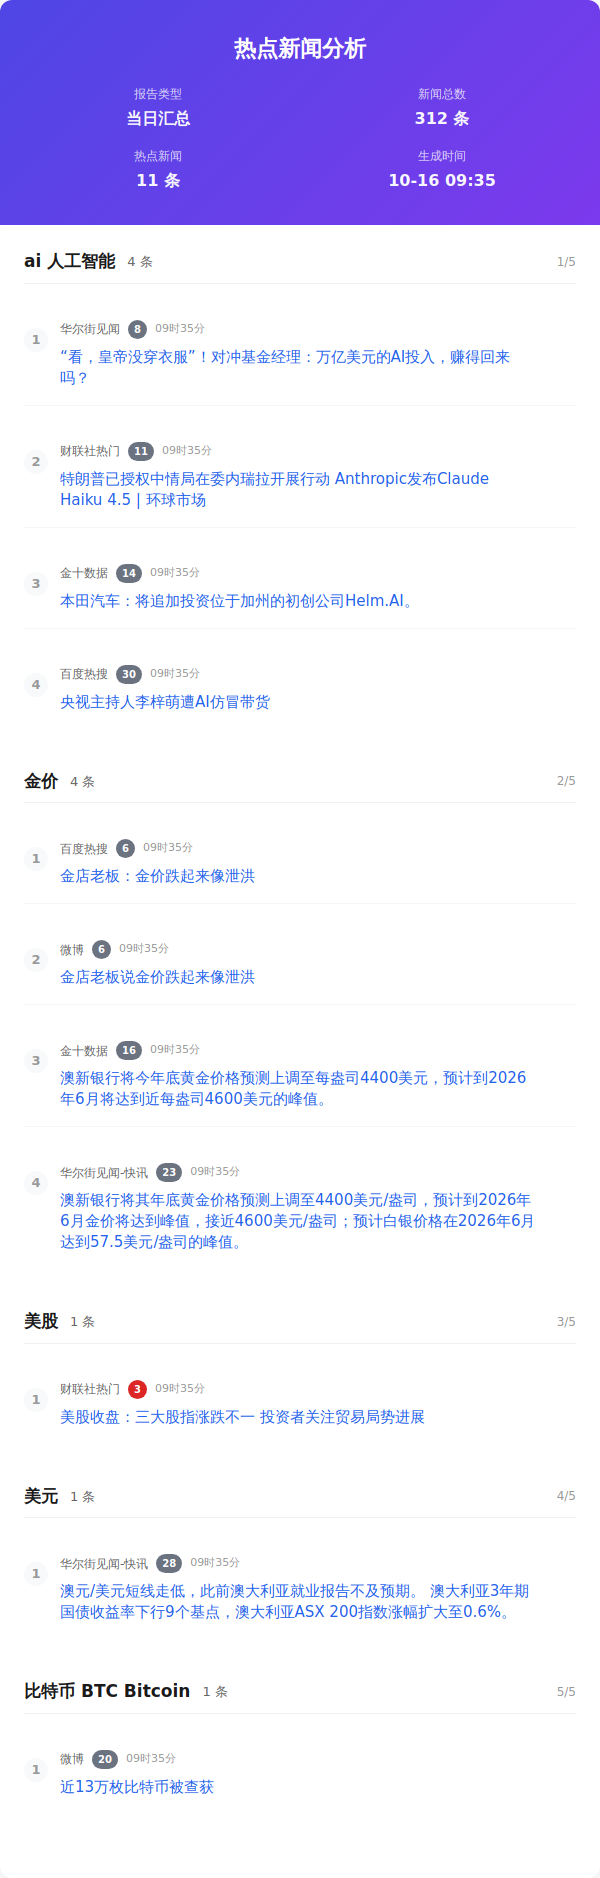 热点新闻分析
报告类型
新闻总数
当日汇总
312 条
热点新闻
生成时间
11 条
10-16 09:35
ai 人工智能 4 条 1/5
1
华尔街见闻 8 09时35分
“看，皇帝没穿衣服”！对冲基金经理：万亿美元的AI投入，赚得回来
吗？
2
财联社热门 11 09时35分
特朗普已授权中情局在委内瑞拉开展行动 Anthropic发布Claude
Haiku 4.5 | 环球市场
3
金十数据 14 09时35分
本田汽车：将追加投资位于加州的初创公司Helm.AI。
4
百度热搜 30 09时35分
央视主持人李梓萌遭AI仿冒带货
金价 4 条 2/5
1
百度热搜 6 09时35分
金店老板：金价跌起来像泄洪
2
微博 6 09时35分
金店老板说金价跌起来像泄洪
3
金十数据 16 09时35分
澳新银行将今年底黄金价格预测上调至每盎司4400美元，预计到2026
年6月将达到近每盎司4600美元的峰值。
4
华尔街见闻-快讯 23 09时35分
澳新银行将其年底黄金价格预测上调至4400美元/盎司，预计到2026年
6月金价将达到峰值，接近4600美元/盎司；预计白银价格在2026年6月
达到57.5美元/盎司的峰值。
美股 1 条 3/5
1
财联社热门 3 09时35分
美股收盘：三大股指涨跌不一 投资者关注贸易局势进展
美元 1 条 4/5
1
华尔街见闻-快讯 28 09时35分
澳元/美元短线走低，此前澳大利亚就业报告不及预期。 澳大利亚3年期
国债收益率下行9个基点，澳大利亚ASX 200指数涨幅扩大至0.6%。
比特币 BTC Bitcoin 1 条 5/5
1
微博 20 09时35分
近13万枚比特币被查获